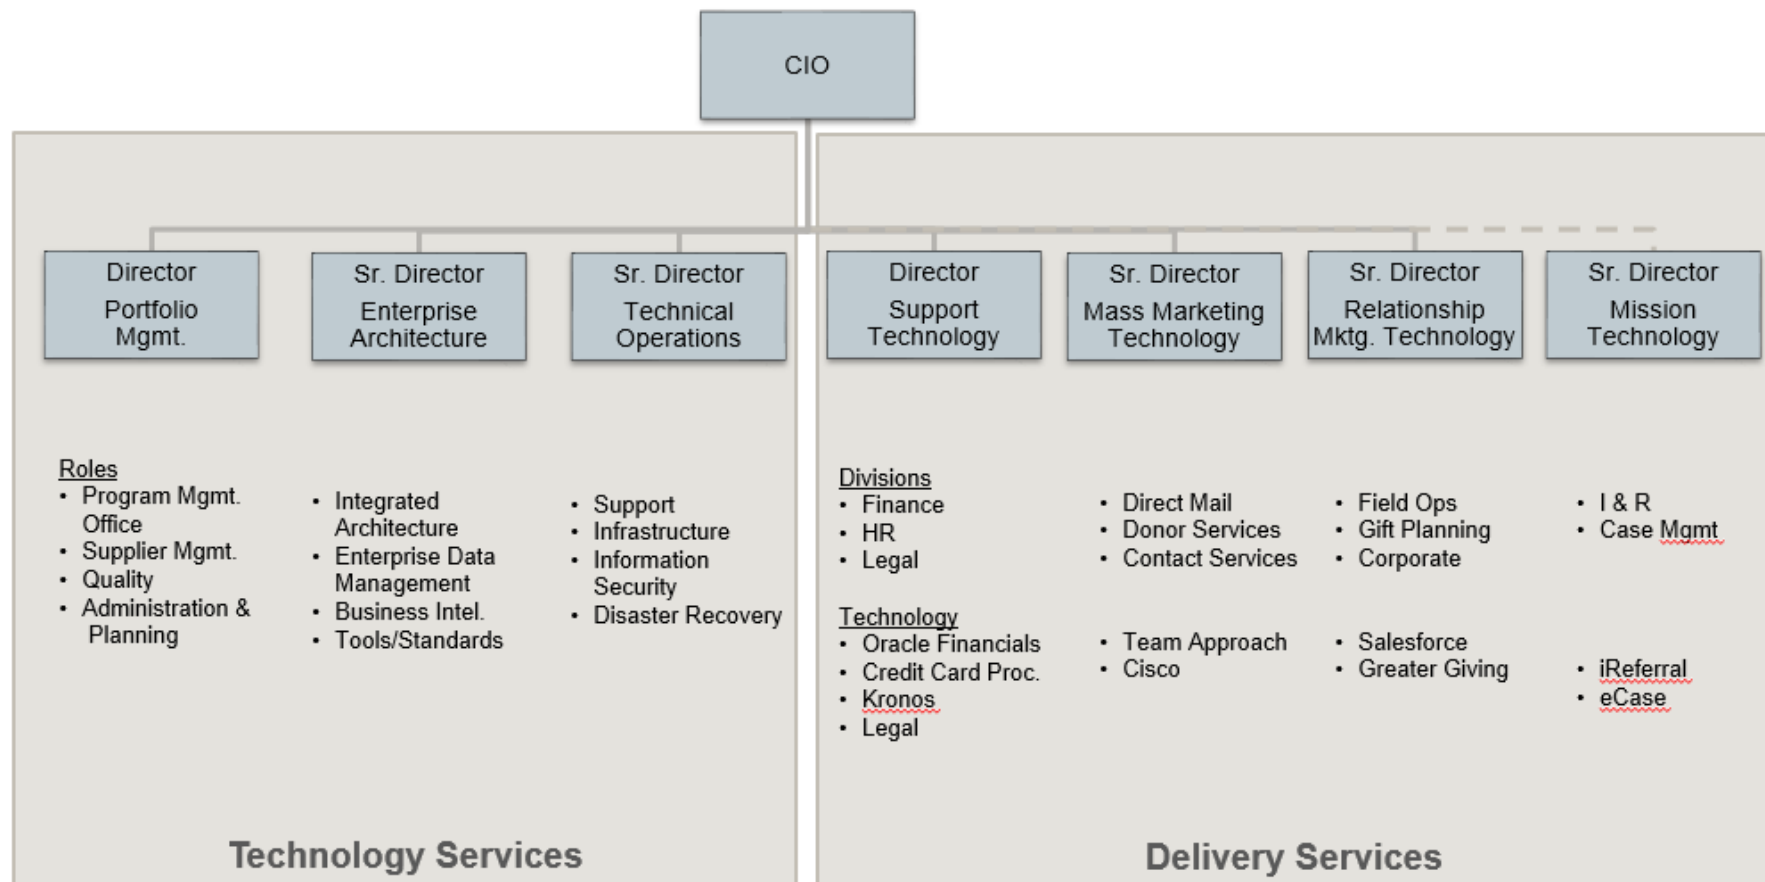 CIO
Director
Portfolio
Mgmt.
Sr. Director
Enterprise
Architecture
Sr. Director
Technical
Operations
Director
Support
Technology
Sr. Director
Mass Marketing
Technology
Sr. Director
Relationship
Mktg. Technology
Sr. Director
Mission
Technology
Roles
• Program Mgmt.
Office
• Supplier Mgmt.
• Quality
• Administration &
Planning
• Integrated
Architecture
• Enterprise Data
Management
• Business Intel.
• Tools/Standards
• Support
• Infrastructure
• Information
Security
• Disaster Recovery
Divisions
• Finance
• HR
• Legal
• Direct Mail
• Donor Services
• Contact Services
• Field Ops
• Gift Planning
• Corporate
• I & R
• Case Mgmt
Technology
• Oracle Financials
• Credit Card Proc.
• Kronos
• Legal
• Team Approach
• Cisco
• Salesforce
• Greater Giving
• iReferral
• eCase
Technology Services
Delivery Services